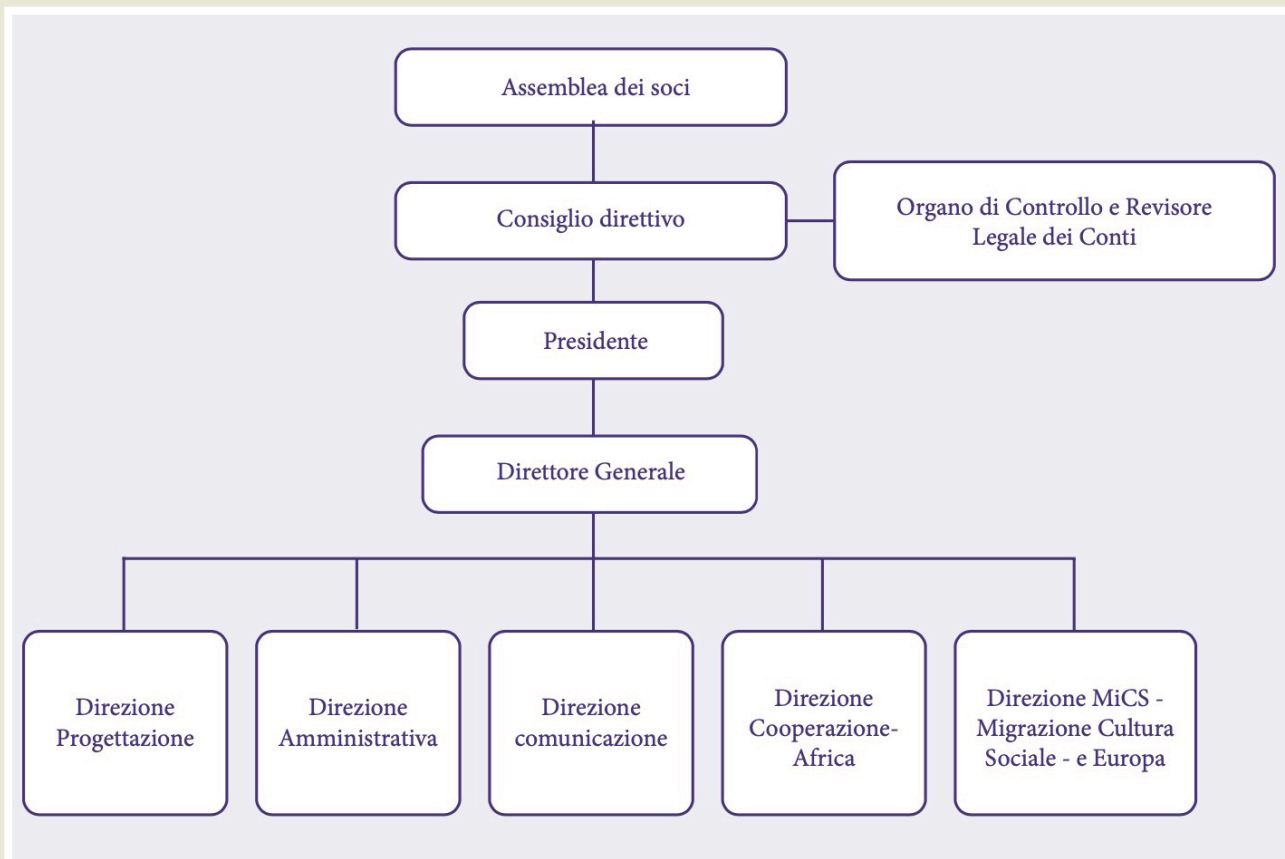 Assemblea dei soci
Consiglio direttivo
Organo di Controllo e Revisore
Legale dei Conti
Presidente
Direttore Generale
Direzione
Progettazione
Direzione
Amministrativa
Direzione
comunicazione
Direzione
Cooperazione-
Africa
Direzione MiCS -
Migrazione Cultura
Sociale - e Europa